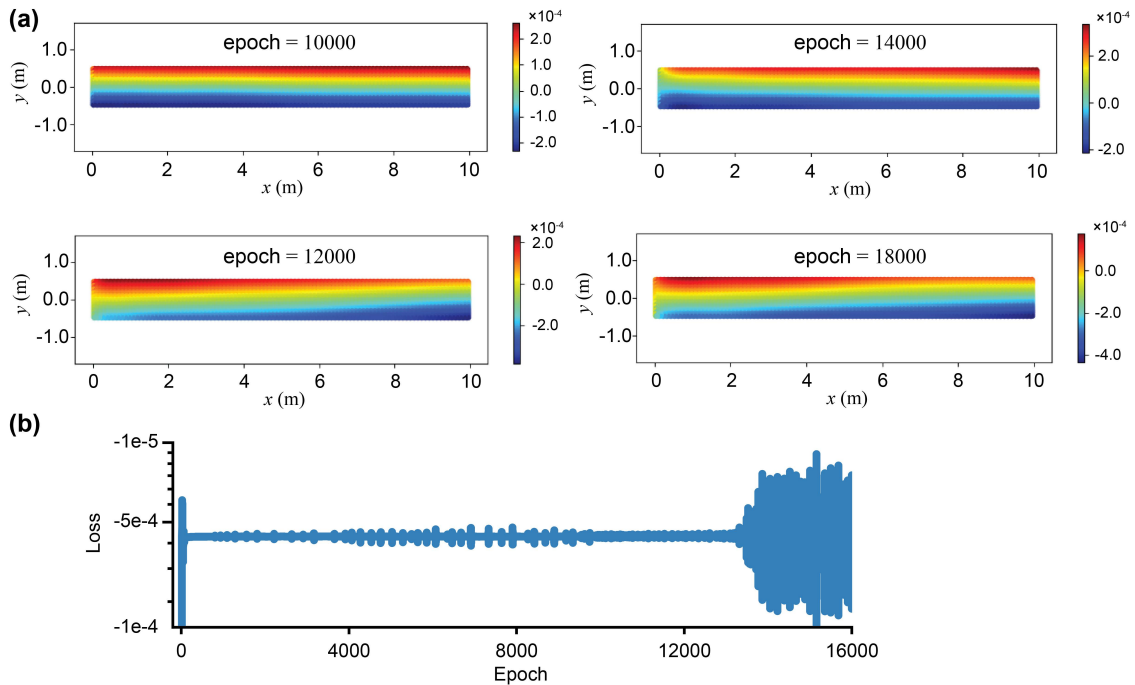 (a)
×10⁻⁴
epoch = 10000
1.0
0.0
-1.0
y (m)
0 2 4 6 8 10
x (m)
2.0
1.0
0.0
-1.0
-2.0
×10⁻⁴
epoch = 14000
1.0
0.0
-1.0
y (m)
0 2 4 6 8 10
x (m)
2.0
0.0
-2.0
×10⁻⁴
epoch = 12000
1.0
0.0
-1.0
y (m)
0 2 4 6 8 10
x (m)
2.0
0.0
-2.0
×10⁻⁴
epoch = 18000
1.0
0.0
-1.0
y (m)
0 2 4 6 8 10
x (m)
0.0
-2.0
-4.0
(b)
-1e-5
-5e-4
-1e-4
Loss
0 4000 8000 12000 16000
Epoch